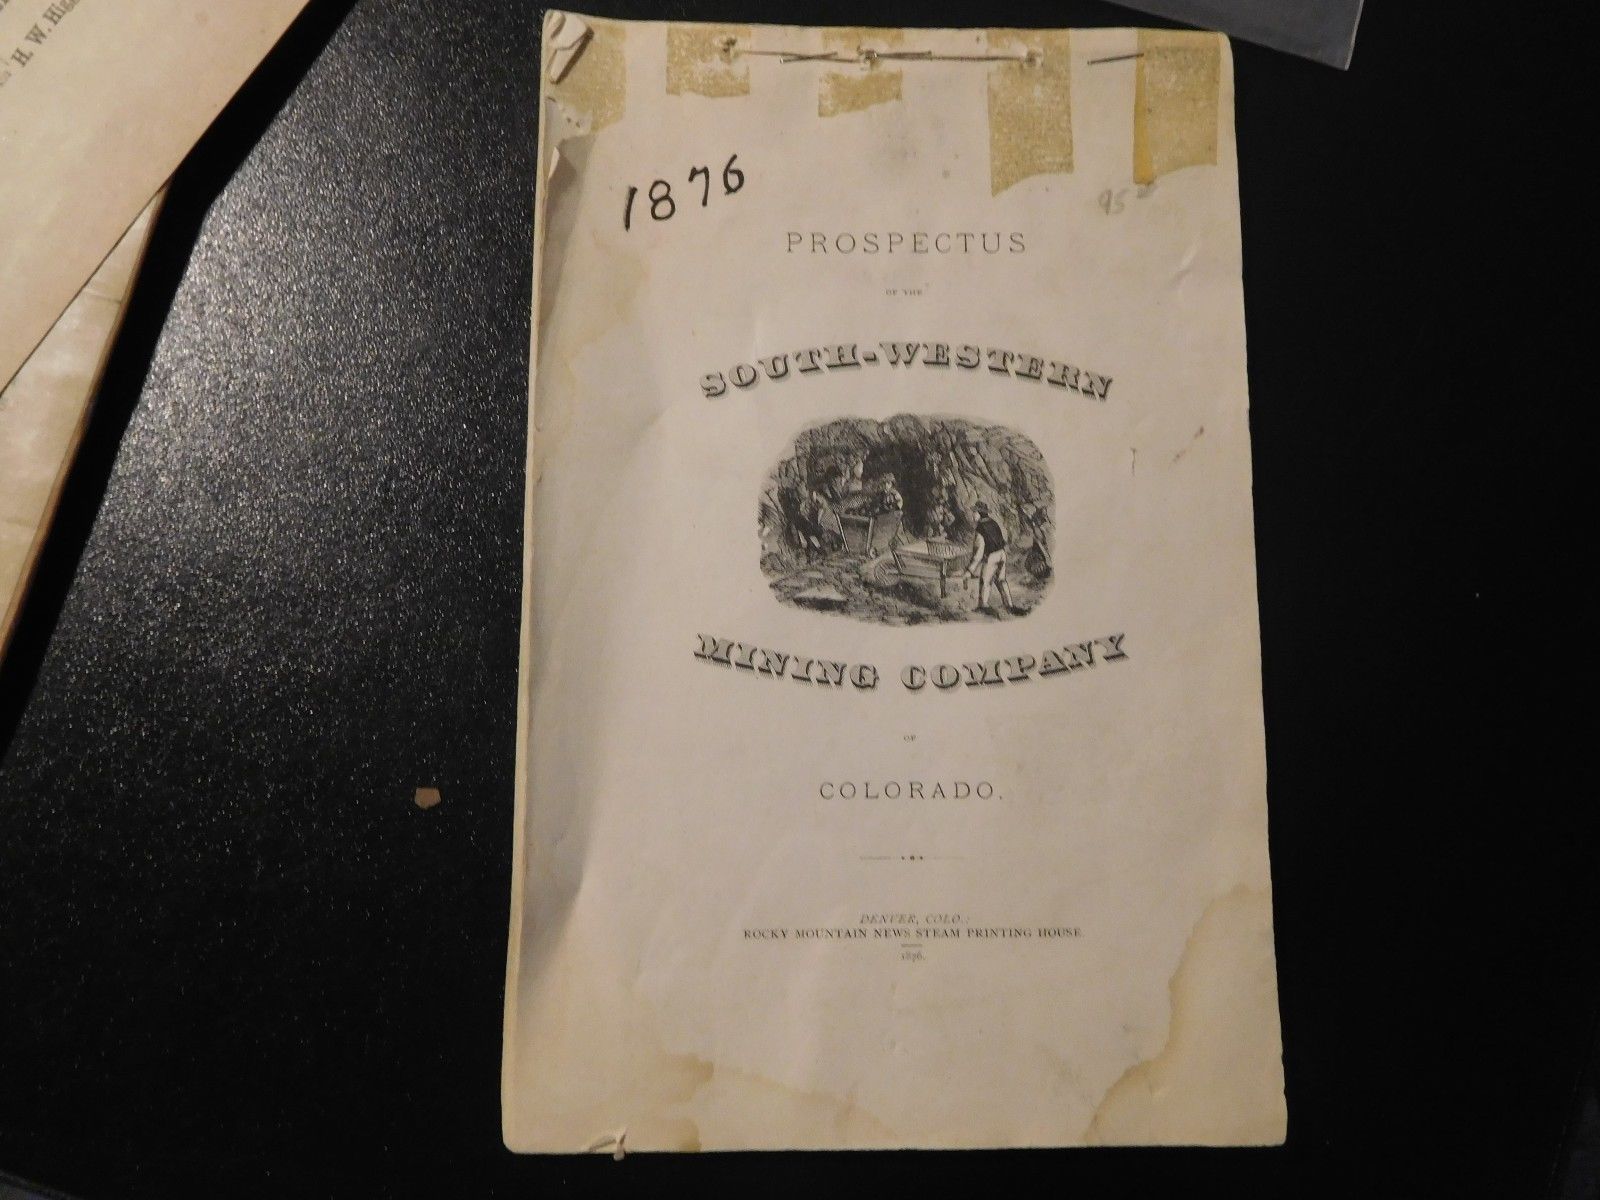 H. W. Hig
1876
95
PROSPECTUS
OF THE
SOUTH-WESTERN
MINING COMPANY
OF
COLORADO.
DENVER, COLO.:
ROCKY MOUNTAIN NEWS STEAM PRINTING HOUSE.
1876.